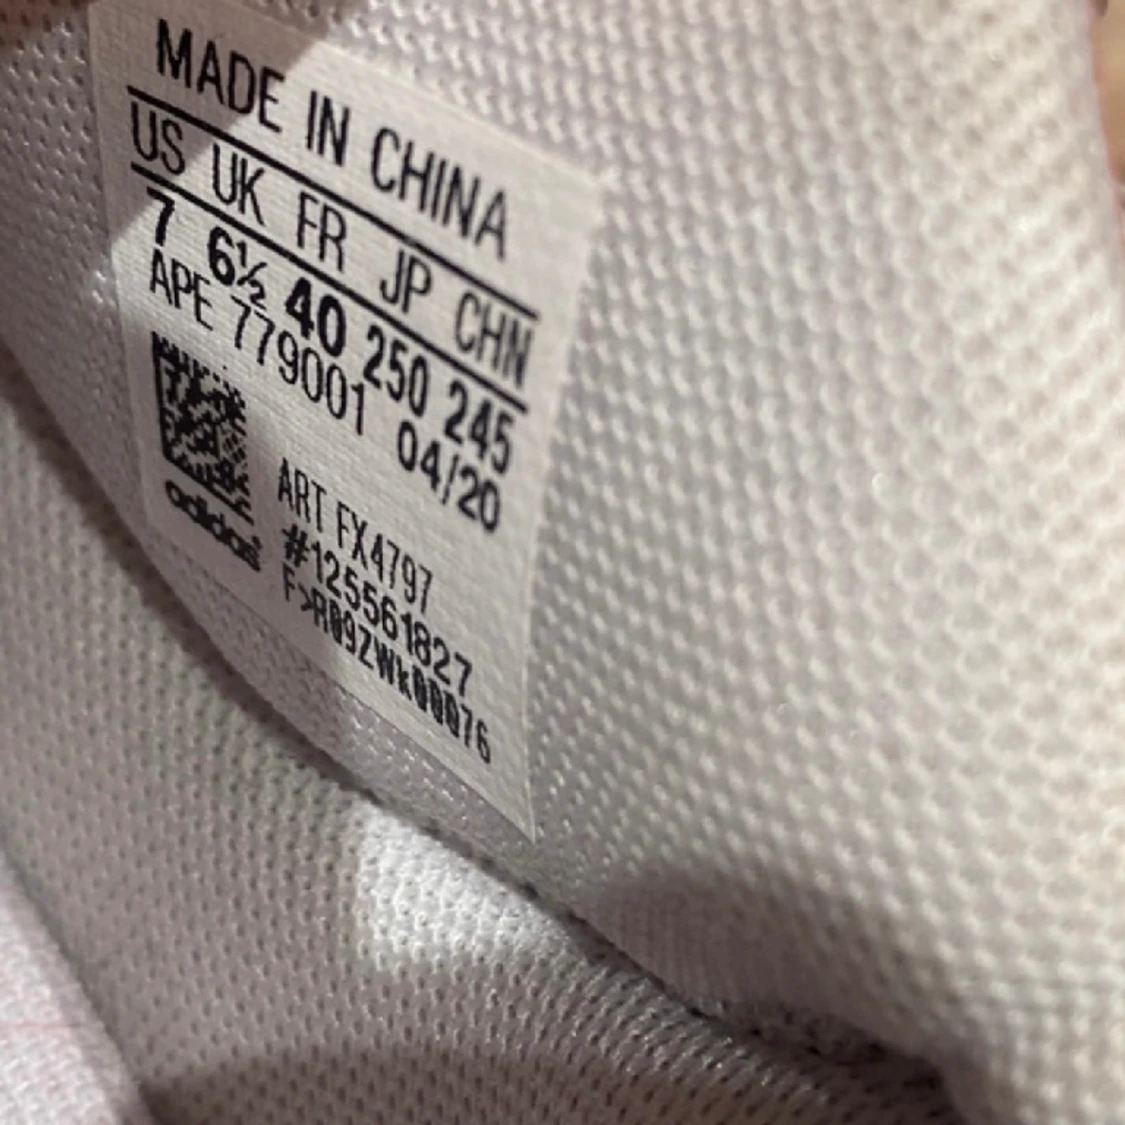 MADE IN CHINA
US UK FR JP CHN
7 6½ 40 250 245
APE 779001 04/20
adidas
ART FX4797
#125561827
F>R09ZWk00076